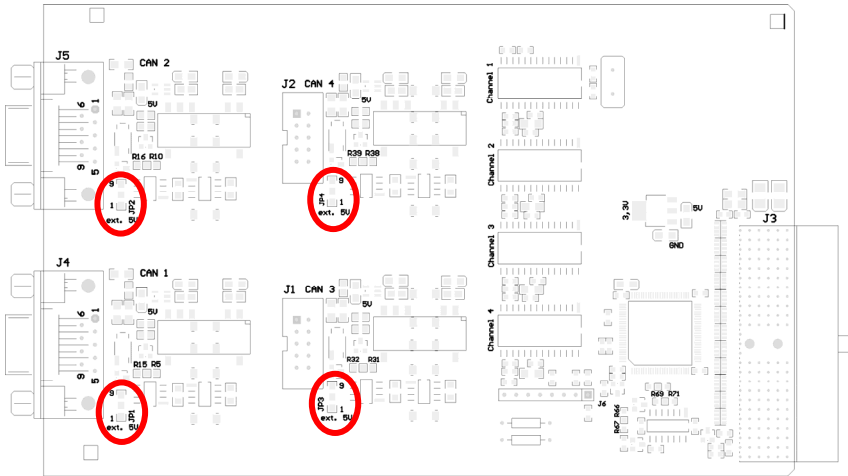 J5
CAN 2
5V
6
1
9
5
R16 R10
9
1
JP2
ext. 5V
J2 CAN 4
5V
R39 R38
9
JP4
1
ext. 5V
Channel 1
Channel 2
Channel 3
Channel 4
3,3V
5V
GND
J3
J4
CAN 1
5V
6
1
9
5
R15 R5
9
1
JP1
ext. 5V
J1 CAN 3
5V
R32 R31
9
JP3
1
ext. 5V
J6
R69 R71
R66
R67